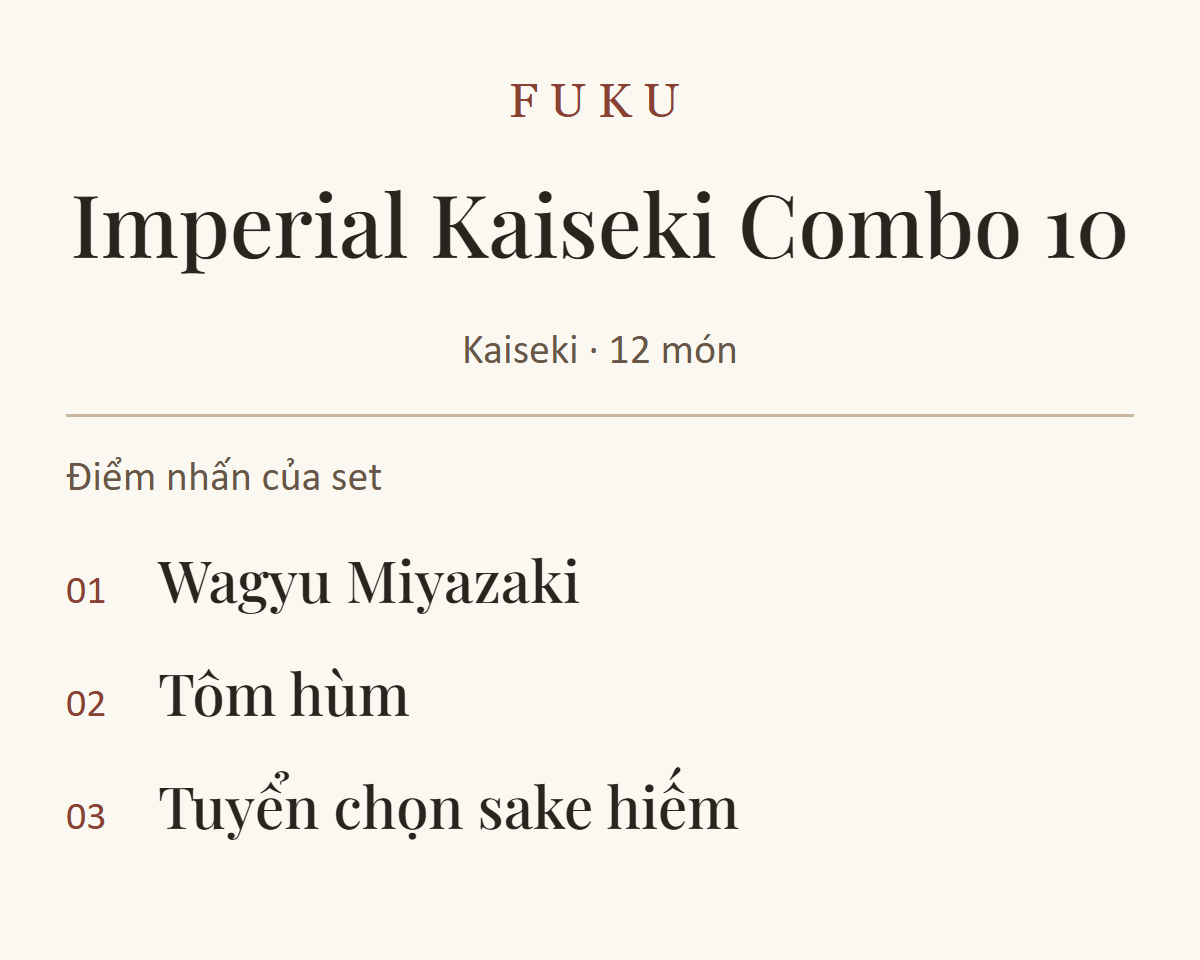 FUKU
Imperial Kaiseki Combo 10
Kaiseki · 12 món
Điểm nhấn của set
01 Wagyu Miyazaki
02 Tôm hùm
03 Tuyển chọn sake hiếm